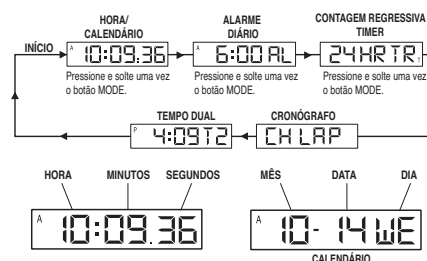 HORA/
CALENDÁRIO
ALARME
DIÁRIO
CONTAGEM REGRESSIVA
TIMER
INÍCIO
A 10:09.36
A 6:00 AL
24HR TR T
Pressione e solte uma vez
o botão MODE.
Pressione e solte uma vez
o botão MODE.
Pressione e solte uma vez
o botão MODE.
TEMPO DUAL
CRONÓGRAFO
P 4:09T2
CH LAP
HORA
MINUTOS
SEGUNDOS
MÊS
DATA
DIA
A 10:09.36
A 10-14 WE
CALENDÁRIO